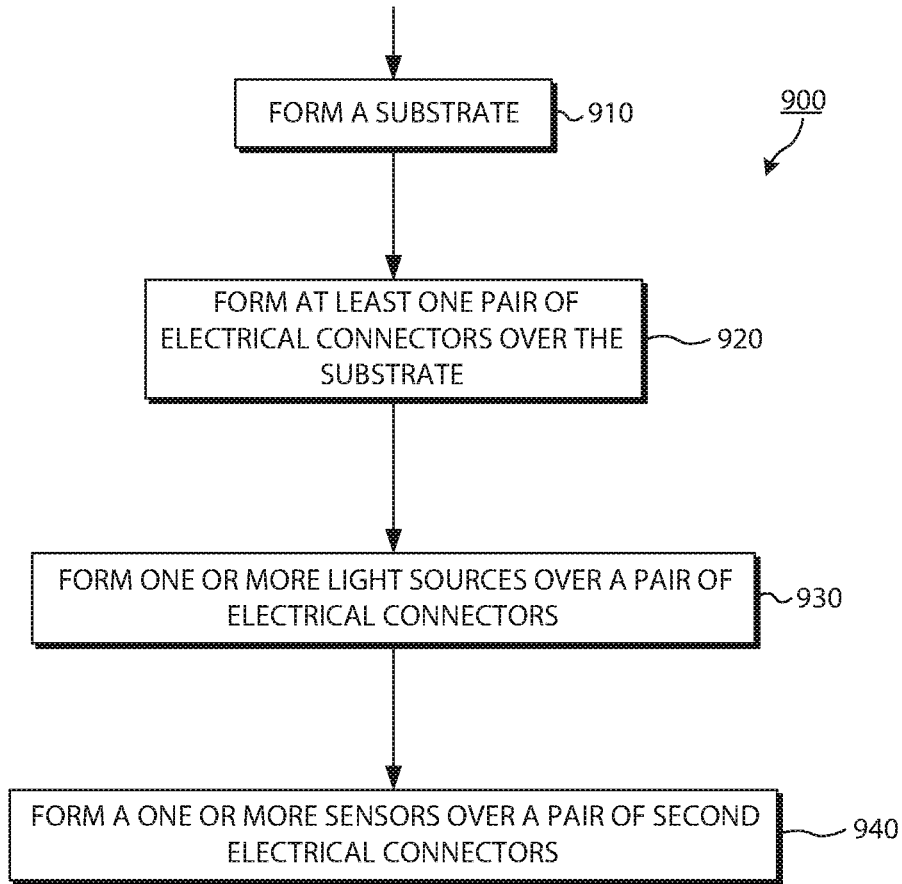 FORM A SUBSTRATE
910
900
FORM AT LEAST ONE PAIR OF
ELECTRICAL CONNECTORS OVER THE
SUBSTRATE
920
FORM ONE OR MORE LIGHT SOURCES OVER A PAIR OF
ELECTRICAL CONNECTORS
930
FORM A ONE OR MORE SENSORS OVER A PAIR OF SECOND
ELECTRICAL CONNECTORS
940